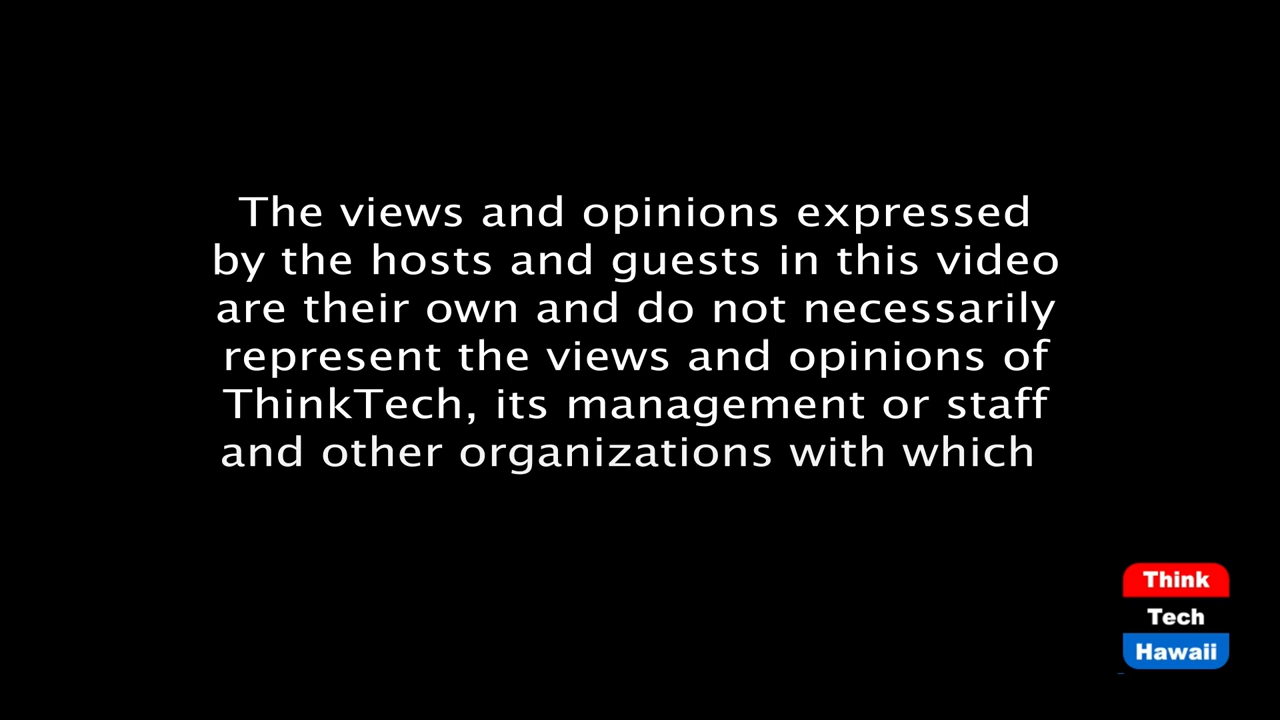 The views and opinions expressed
by the hosts and guests in this video
are their own and do not necessarily
represent the views and opinions of
ThinkTech, its management or staff
and other organizations with which
Think
Tech
Hawaii